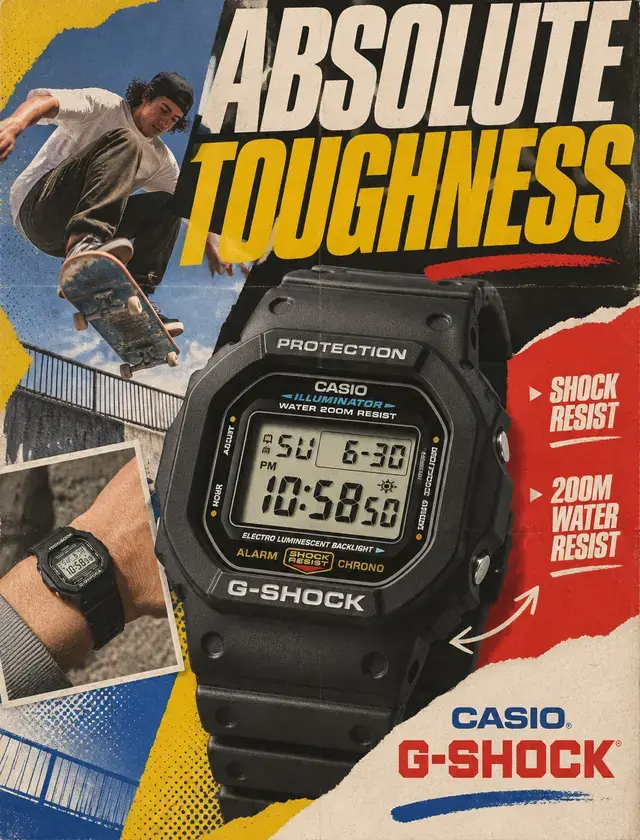 ABSOLUTE
TOUGHNESS
PROTECTION
CASIO
ILLUMINATOR
WATER 200M RESIST
ADJUST
MODE
SU 6-30
PM
10:58 50
ELECTRO LUMINESCENT BACKLIGHT
ALARM SHOCK RESIST CHRONO
G-SHOCK
SHOCK
RESIST
200M
WATER
RESIST
CASIO®
G-SHOCK®